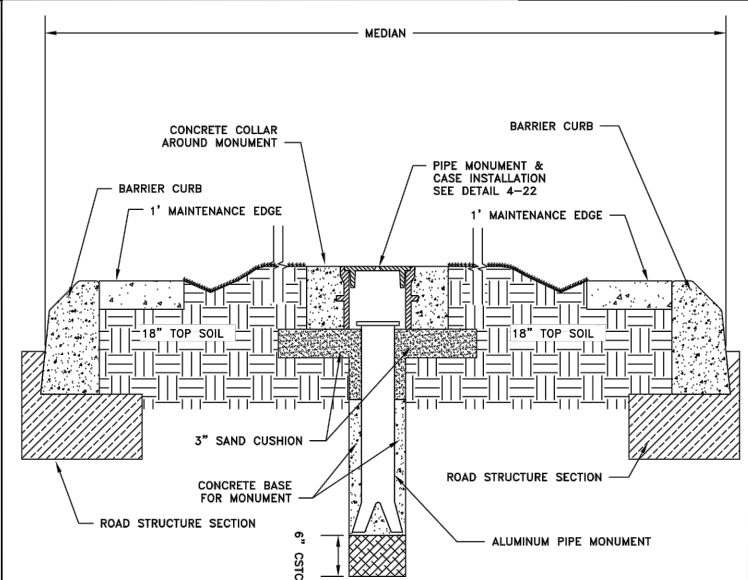 MEDIAN
CONCRETE COLLAR
AROUND MONUMENT
BARRIER CURB
PIPE MONUMENT &
CASE INSTALLATION
SEE DETAIL 4-22
BARRIER CURB
1' MAINTENANCE EDGE
1' MAINTENANCE EDGE
18" TOP SOIL
18" TOP SOIL
3" SAND CUSHION
CONCRETE BASE
FOR MONUMENT
ROAD STRUCTURE SECTION
ROAD STRUCTURE SECTION
ALUMINUM PIPE MONUMENT
6" CSTC